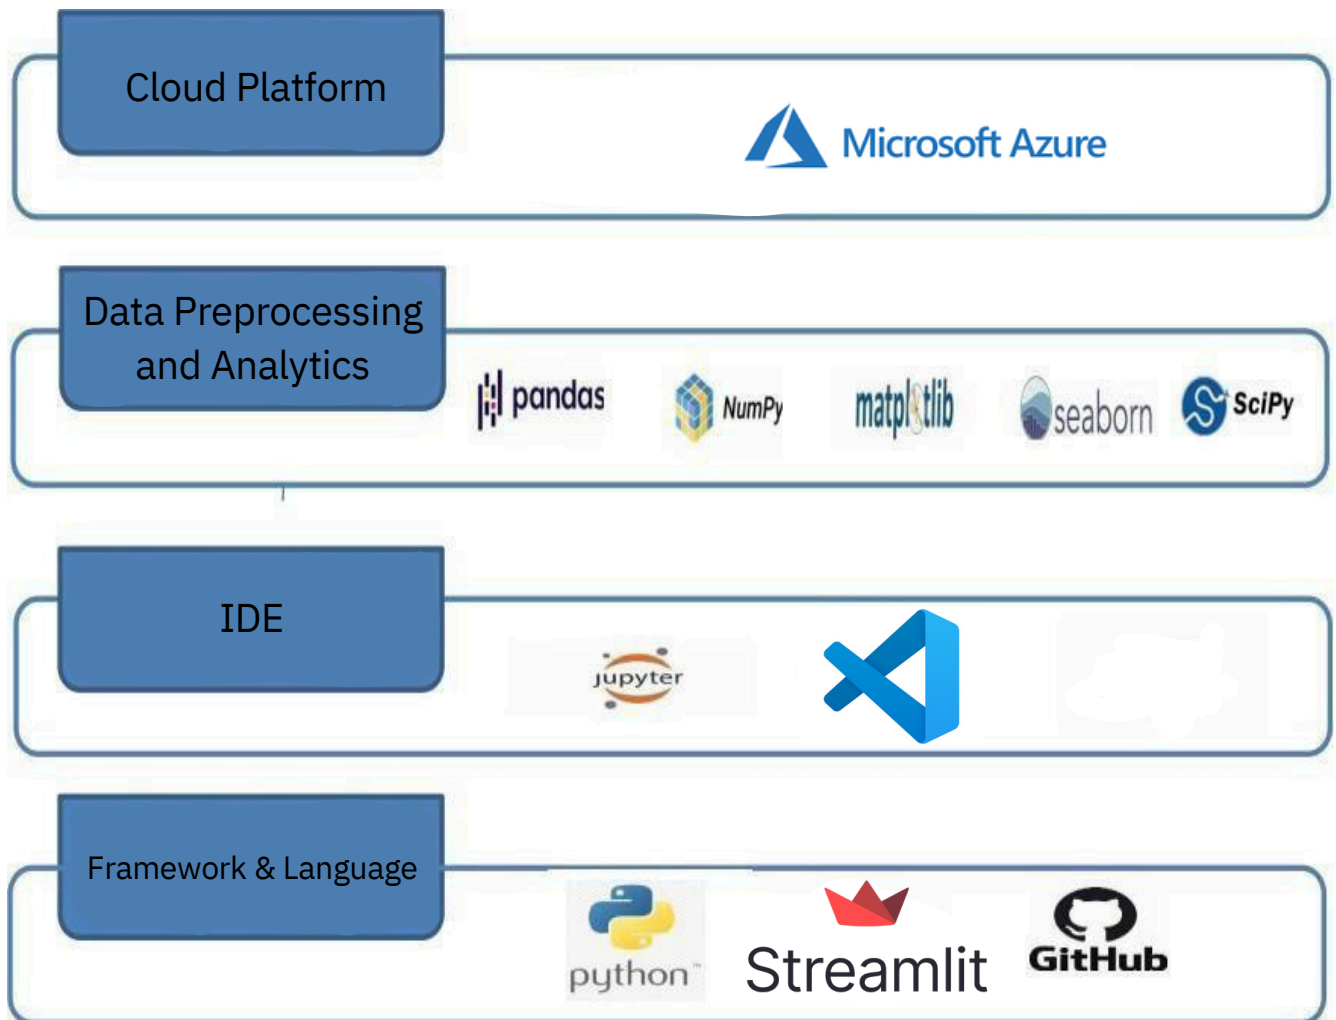 Cloud Platform
Microsoft Azure
Data Preprocessing
and Analytics
pandas
NumPy
matplotlib
seaborn
SciPy
IDE
jupyter
Framework & Language
python™
Streamlit
GitHub